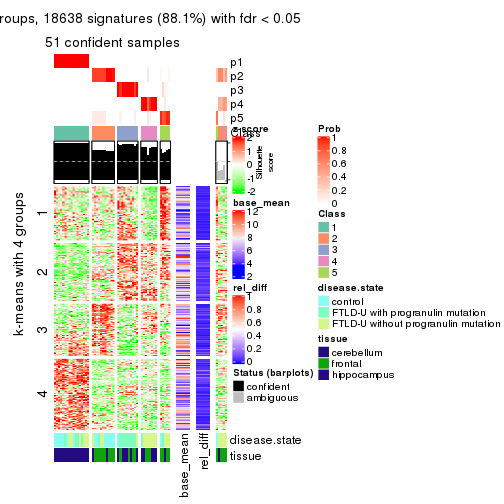 roups, 18638 signatures (88.1%) with fdr < 0.05
51 confident samples
p1
p2
p3
p4
p5
Class
Silhouette
score
k-means with 4 groups
1
2
3
4
disease.state
tissue
base_mean
rel_diff
z-score
2
1
0
-1
-2
base_mean
12
10
8
6
4
2
rel_diff
1
0.8
0.6
0.4
0.2
0
Status (barplots)
confident
ambiguous
Prob
1
0.8
0.6
0.4
0.2
0
Class
1
2
3
4
5
disease.state
control
FTLD-U with progranulin mutation
FTLD-U without progranulin mutation
tissue
cerebellum
frontal
hippocampus